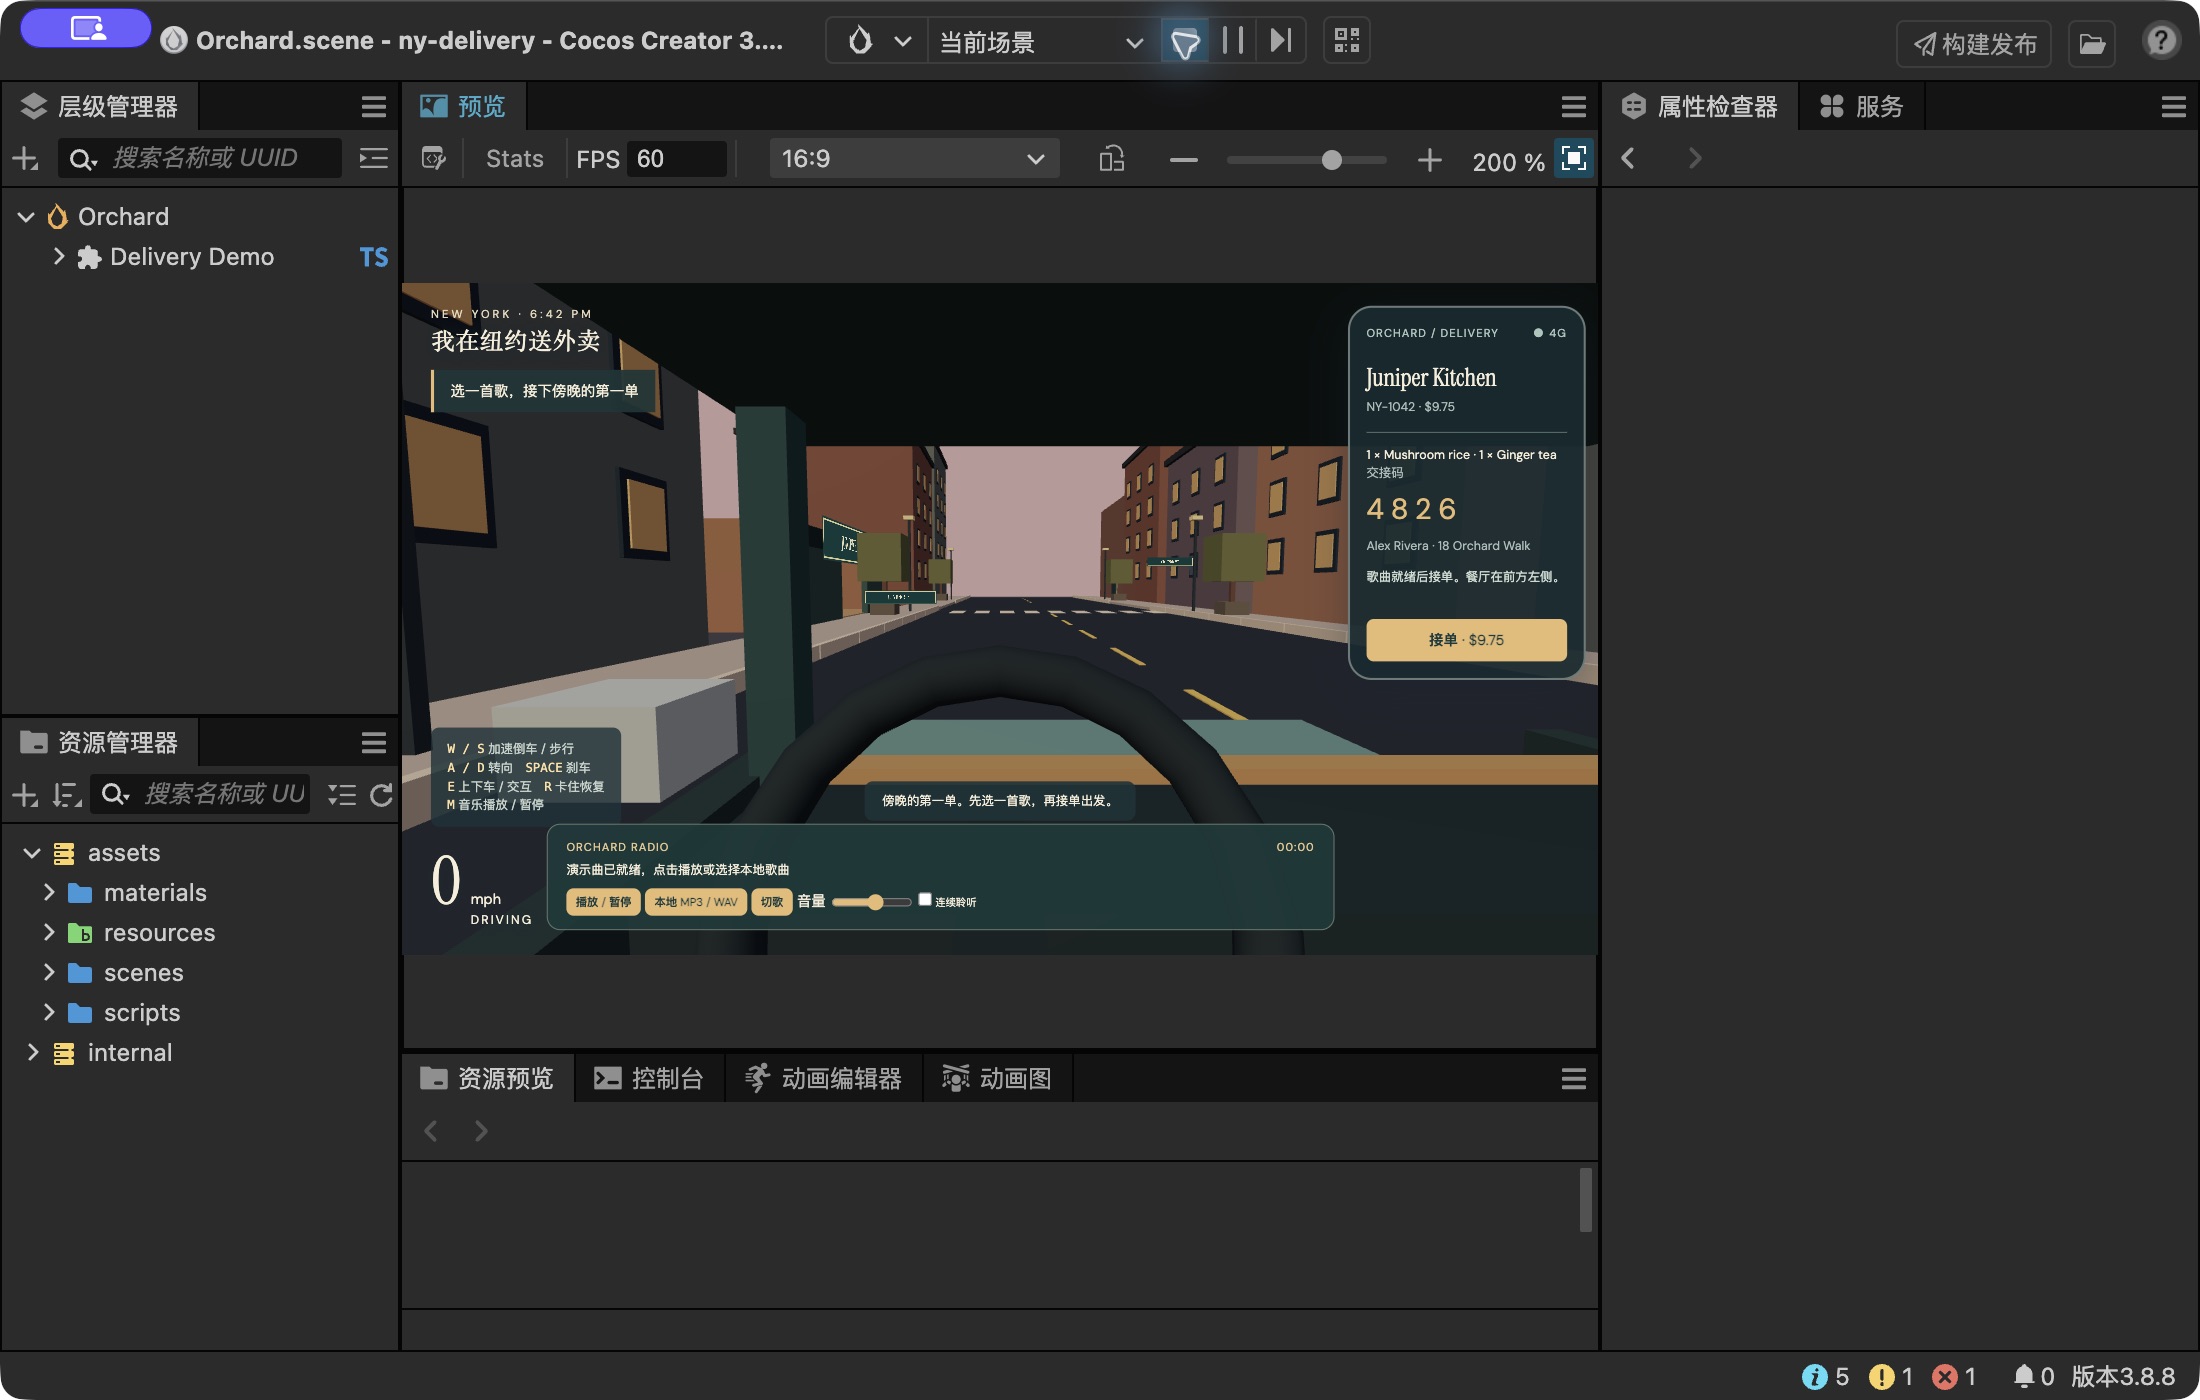 Orchard.scene - ny-delivery - Cocos Creator 3....
当前场景
构建发布
层级管理器
搜索名称或 UUID
Orchard
Delivery Demo
TS
预览
Stats
FPS
60
16:9
200 %
属性检查器
服务
NEW YORK · 6:42 PM
我在纽约送外卖
选一首歌，接下傍晚的第一单
ORCHARD / DELIVERY
4G
Juniper Kitchen
NY-1042 · $9.75
1 × Mushroom rice · 1 × Ginger tea
交接码
4826
Alex Rivera · 18 Orchard Walk
歌曲就绪后接单。餐厅在前方左侧。
接单 · $9.75
W / S 加速倒车 / 步行
A / D 转向 SPACE 刹车
E 上下车 / 交互 R 卡住恢复
M 音乐播放 / 暂停
傍晚的第一单。先选一首歌，再接单出发。
0 mph
DRIVING
ORCHARD RADIO
00:00
演示曲已就绪，点击播放或选择本地歌曲
播放 / 暂停
本地 MP3 / WAV
切歌
音量
连续聆听
资源管理器
搜索名称或 UU
assets
materials
resources
scenes
scripts
internal
资源预览
控制台
动画编辑器
动画图
5
1
1
0
版本3.8.8